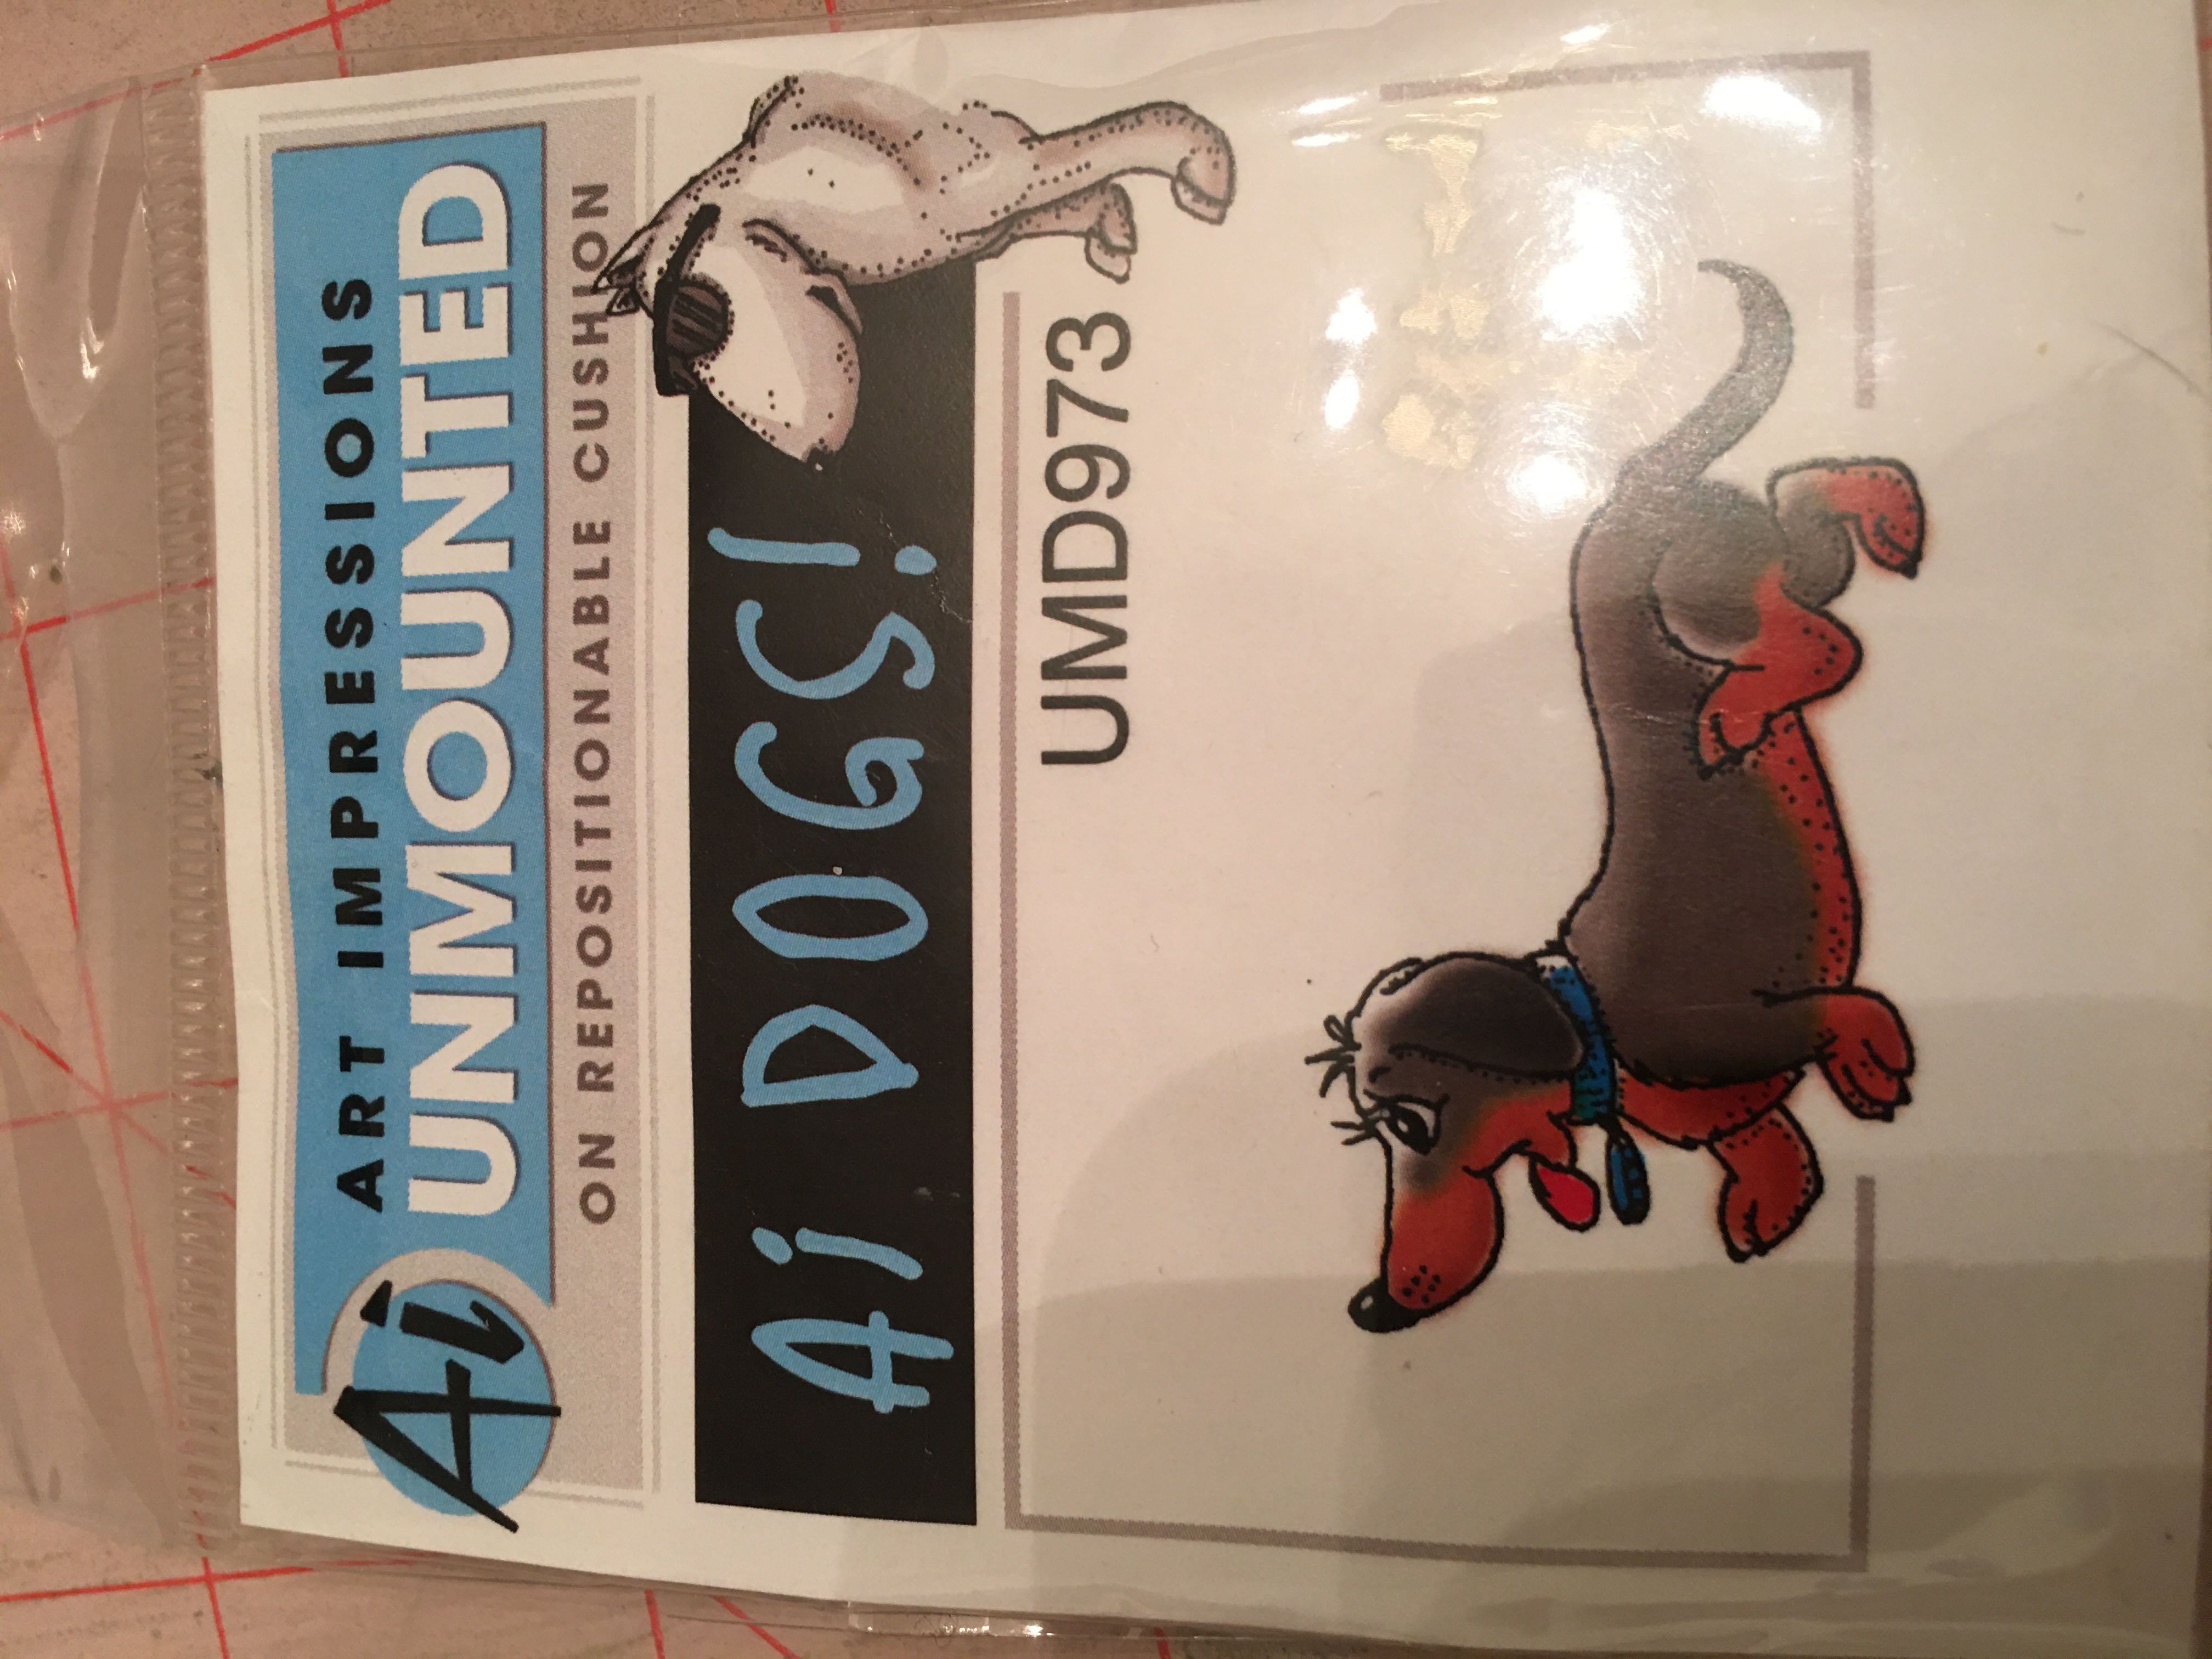 Ai
ART IMPRESSIONS
UNMOUNTED
ON REPOSITIONABLE CUSHION
Ai DOGS!
UMD973